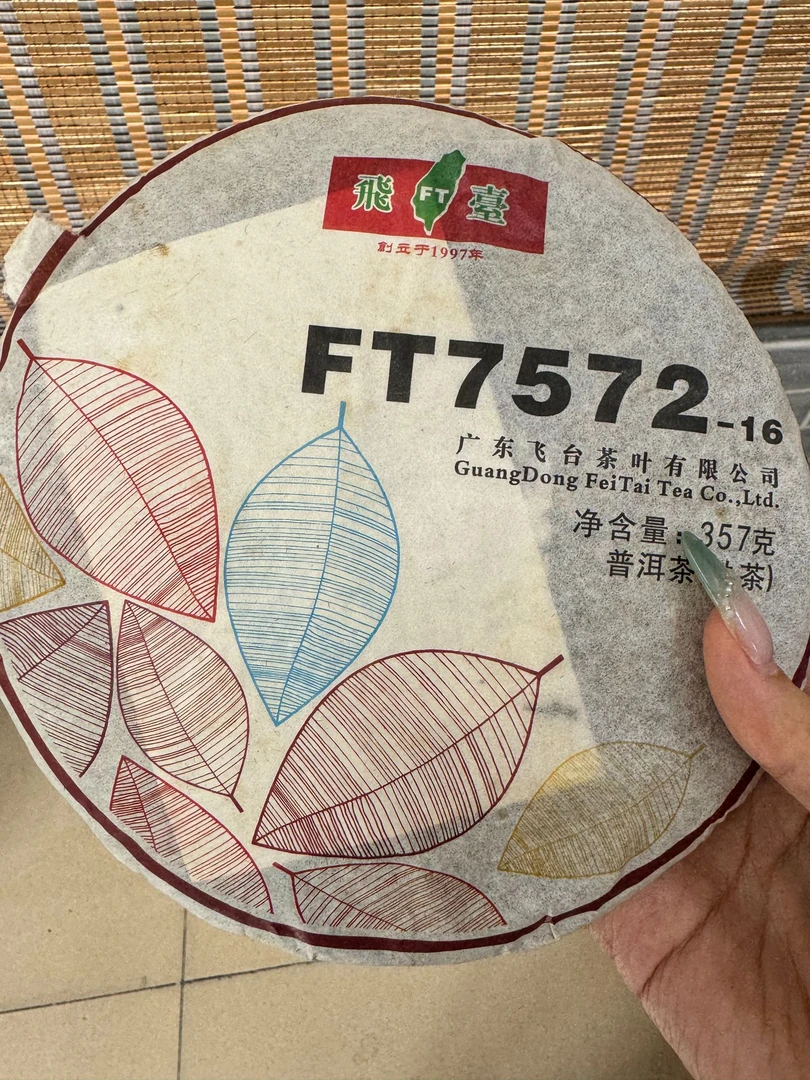 飛 FT 臺
創立于1997年
FT7572-16
广东飞台茶叶有限公司
GuangDong FeiTai Tea Co.,Ltd.
净含量:357克
普洱茶 茶)